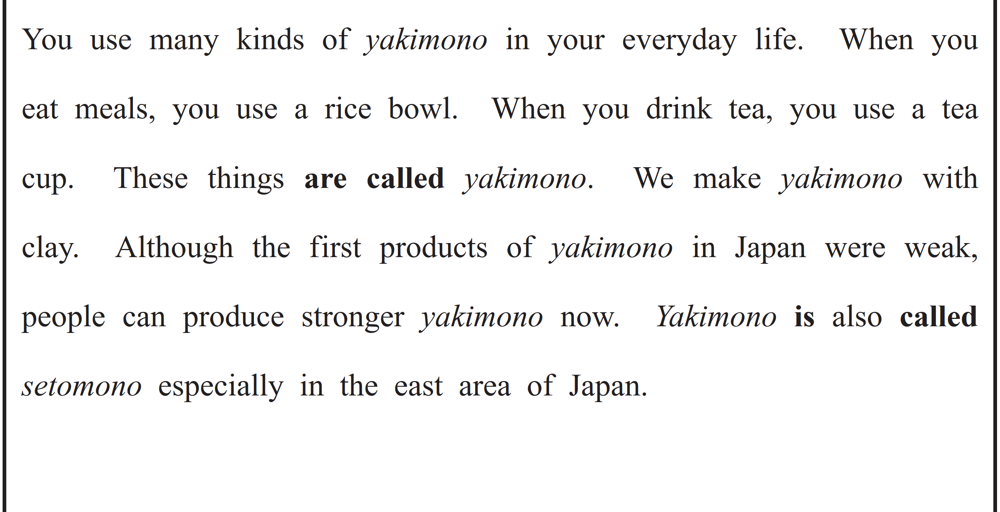 You use many kinds of yakimono in your everyday life. When you
eat meals, you use a rice bowl. When you drink tea, you use a tea
cup. These things are called yakimono. We make yakimono with
clay. Although the first products of yakimono in Japan were weak,
people can produce stronger yakimono now. Yakimono is also called
setomono especially in the east area of Japan.